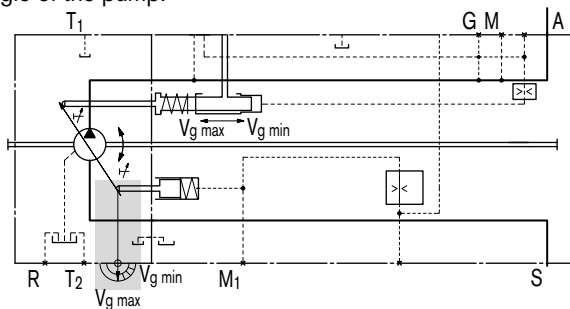 gle of the pump.
T1 G M A
Vg max Vg min
R T2 Vg min M1 S
Vg max